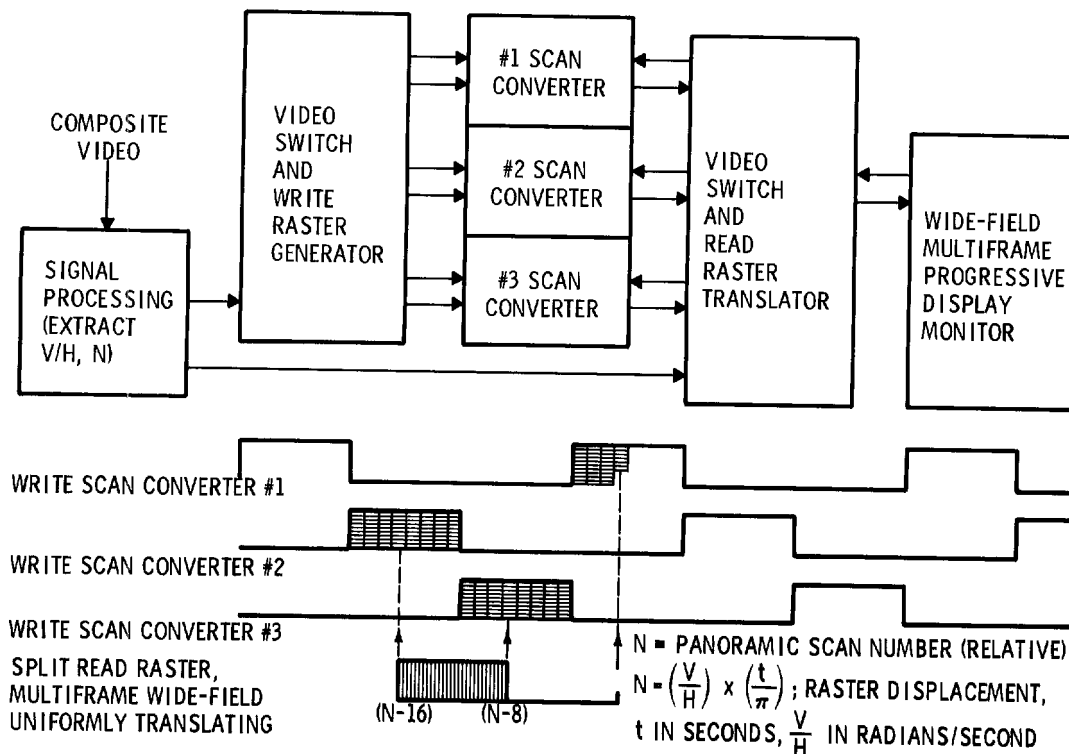 COMPOSITE
VIDEO
SIGNAL
PROCESSING
(EXTRACT
V/H, N)
VIDEO
SWITCH
AND
WRITE
RASTER
GENERATOR
#1 SCAN
CONVERTER
#2 SCAN
CONVERTER
#3 SCAN
CONVERTER
VIDEO
SWITCH
AND
READ
RASTER
TRANSLATOR
WIDE-FIELD
MULTIFRAME
PROGRESSIVE
DISPLAY
MONITOR
WRITE SCAN CONVERTER #1
WRITE SCAN CONVERTER #2
WRITE SCAN CONVERTER #3
SPLIT READ RASTER,
MULTIFRAME WIDE-FIELD
UNIFORMLY TRANSLATING
(N-16) (N-8)
N = PANORAMIC SCAN NUMBER (RELATIVE)
N = (V/H) x (t/π) ; RASTER DISPLACEMENT,
t IN SECONDS, V/H IN RADIANS/SECOND